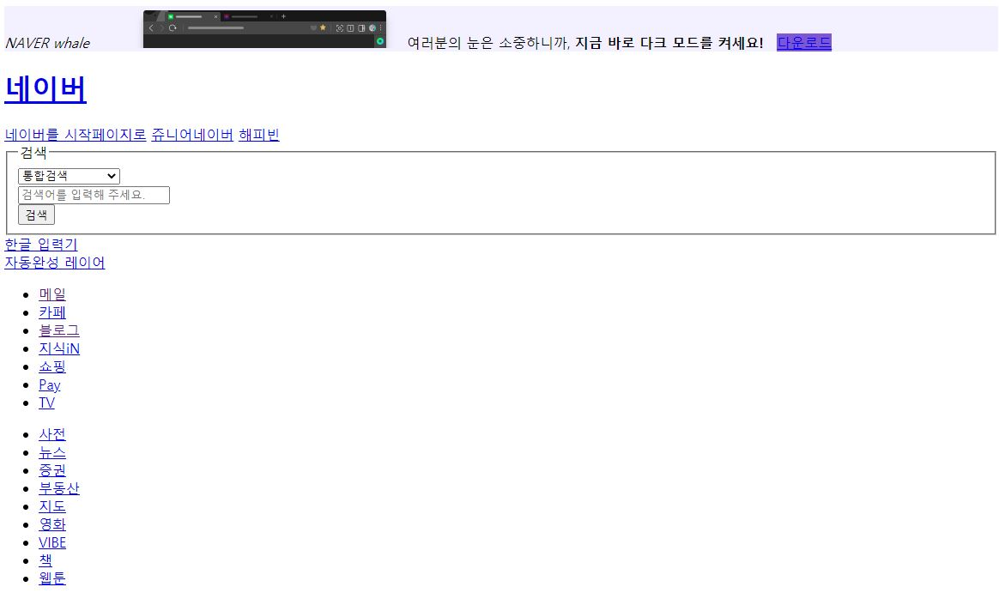 NAVER whale 여러분의 눈은 소중하니까, 지금 바로 다크 모드를 켜세요! 다운로드
네이버
네이버를 시작페이지로 쥬니어네이버 해피빈
검색
통합검색
검색어를 입력해 주세요.
검색
한글 입력기
자동완성 레이어
메일
카페
블로그
지식iN
쇼핑
Pay
TV
사전
뉴스
증권
부동산
지도
영화
VIBE
책
웹툰